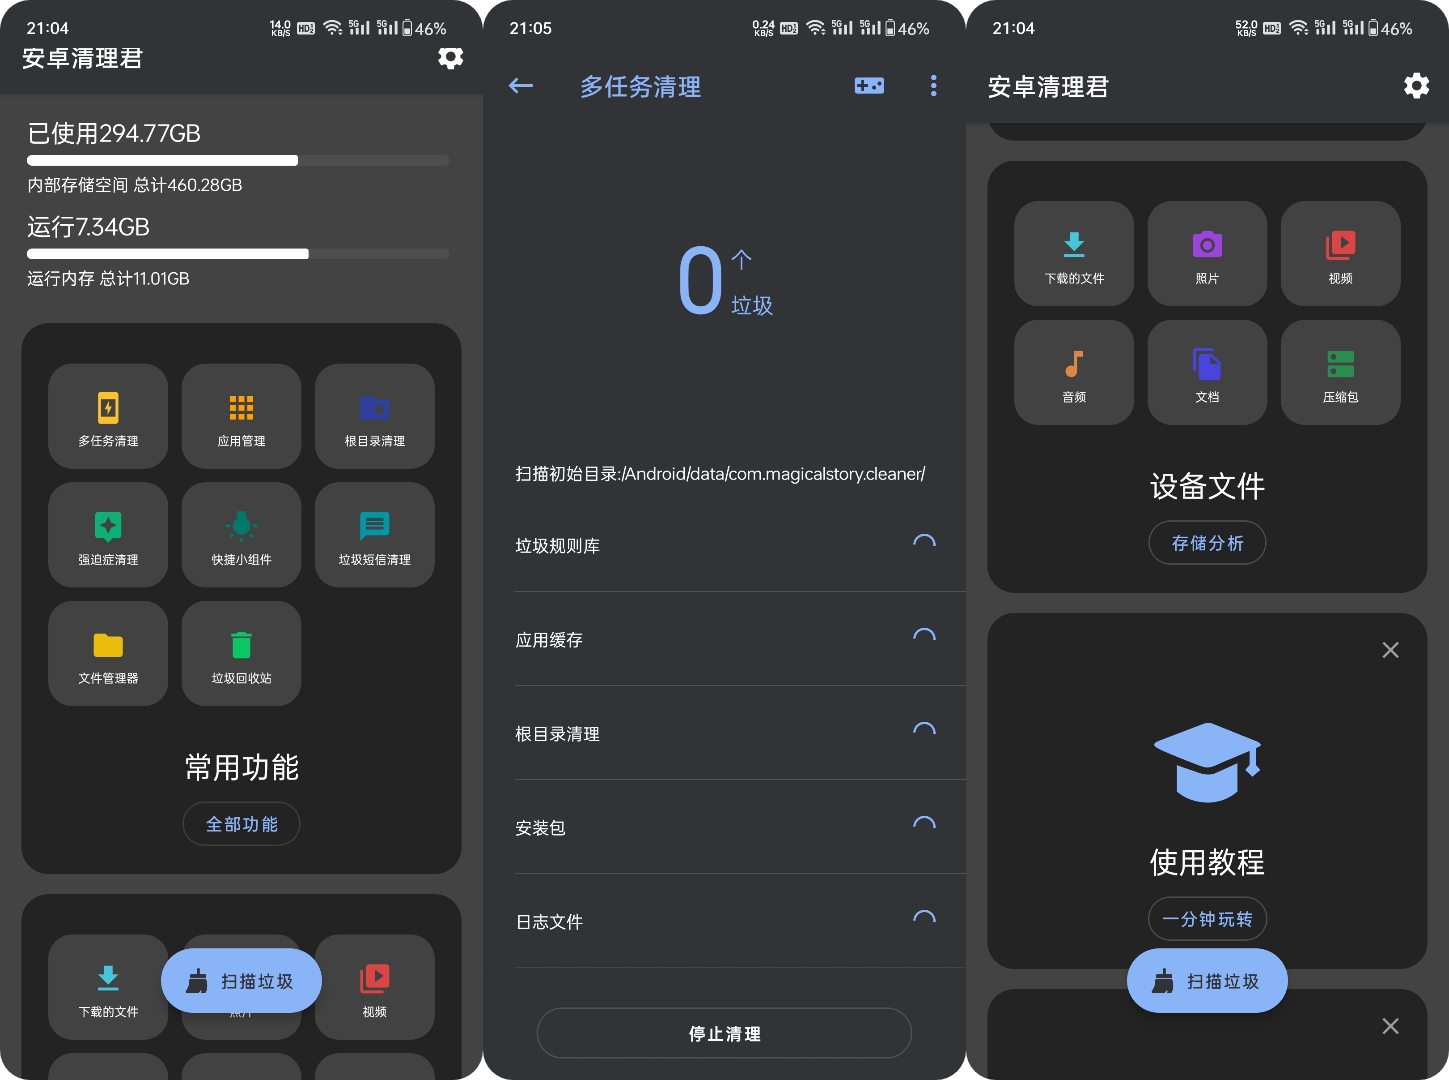 21:04
14.0 KB/S HD 5G 5G 46%
安卓清理君
已使用294.77GB
内部存储空间 总计460.28GB
运行7.34GB
运行内存 总计11.01GB
多任务清理 应用管理 根目录清理
强迫症清理 快捷小组件 垃圾短信清理
文件管理器 垃圾回收站
常用功能
全部功能
扫描垃圾
下载的文件 照片 视频
21:05
0.24 KB/S HD 5G 5G 46%
多任务清理
0 个
垃圾
扫描初始目录:/Android/data/com.magicalstory.cleaner/
垃圾规则库
应用缓存
根目录清理
安装包
日志文件
停止清理
21:04
52.0 KB/S HD 5G 5G 46%
安卓清理君
下载的文件 照片 视频
音频 文档 压缩包
设备文件
存储分析
使用教程
一分钟玩转
扫描垃圾